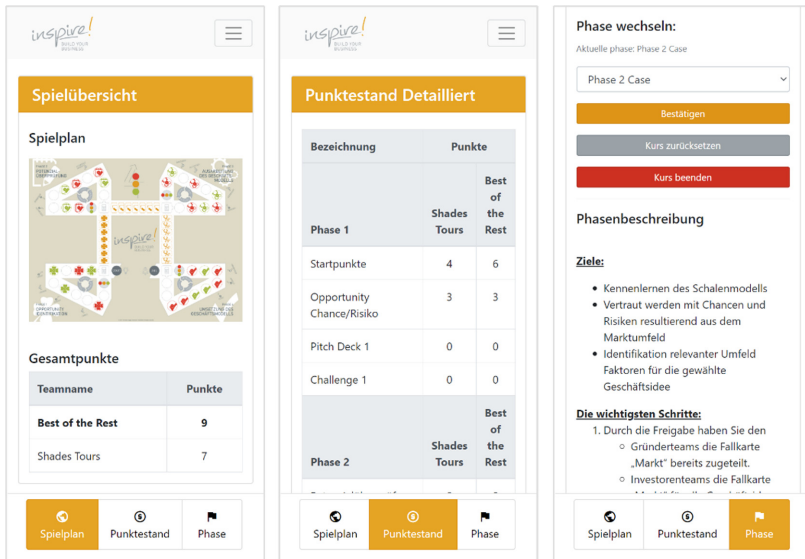 inspire!
BUILD YOUR
BUSINESS
Spielübersicht
Spielplan
inspire!
Gesamtpunkte
Teamname Punkte
Best of the Rest 9
Shades Tours 7
Spielplan Punktestand Phase
inspire!
BUILD YOUR
BUSINESS
Punktestand Detailliert
Bezeichnung Punkte
Phase 1 Shades Tours Best of the Rest
Startpunkte 4 6
Opportunity
Chance/Risiko 3 3
Pitch Deck 1 0 0
Challenge 1 0 0
Phase 2 Shades Tours Best of the Rest
Spielplan Punktestand Phase
Phase wechseln:
Aktuelle phase: Phase 2 Case
Phase 2 Case
Bestätigen
Kurs zurücksetzen
Kurs beenden
Phasenbeschreibung
Ziele:
• Kennenlernen des Schalenmodells
• Vertraut werden mit Chancen und
Risiken resultierend aus dem
Marktumfeld
• Identifikation relevanter Umfeld
Faktoren für die gewählte
Geschäftsidee
Die wichtigsten Schritte:
1. Durch die Freigabe haben Sie den
Gründerteams die Fallkarte
„Markt" bereits zugeteilt.
Investorenteams die Fallkarte
Spielplan Punktestand Phase